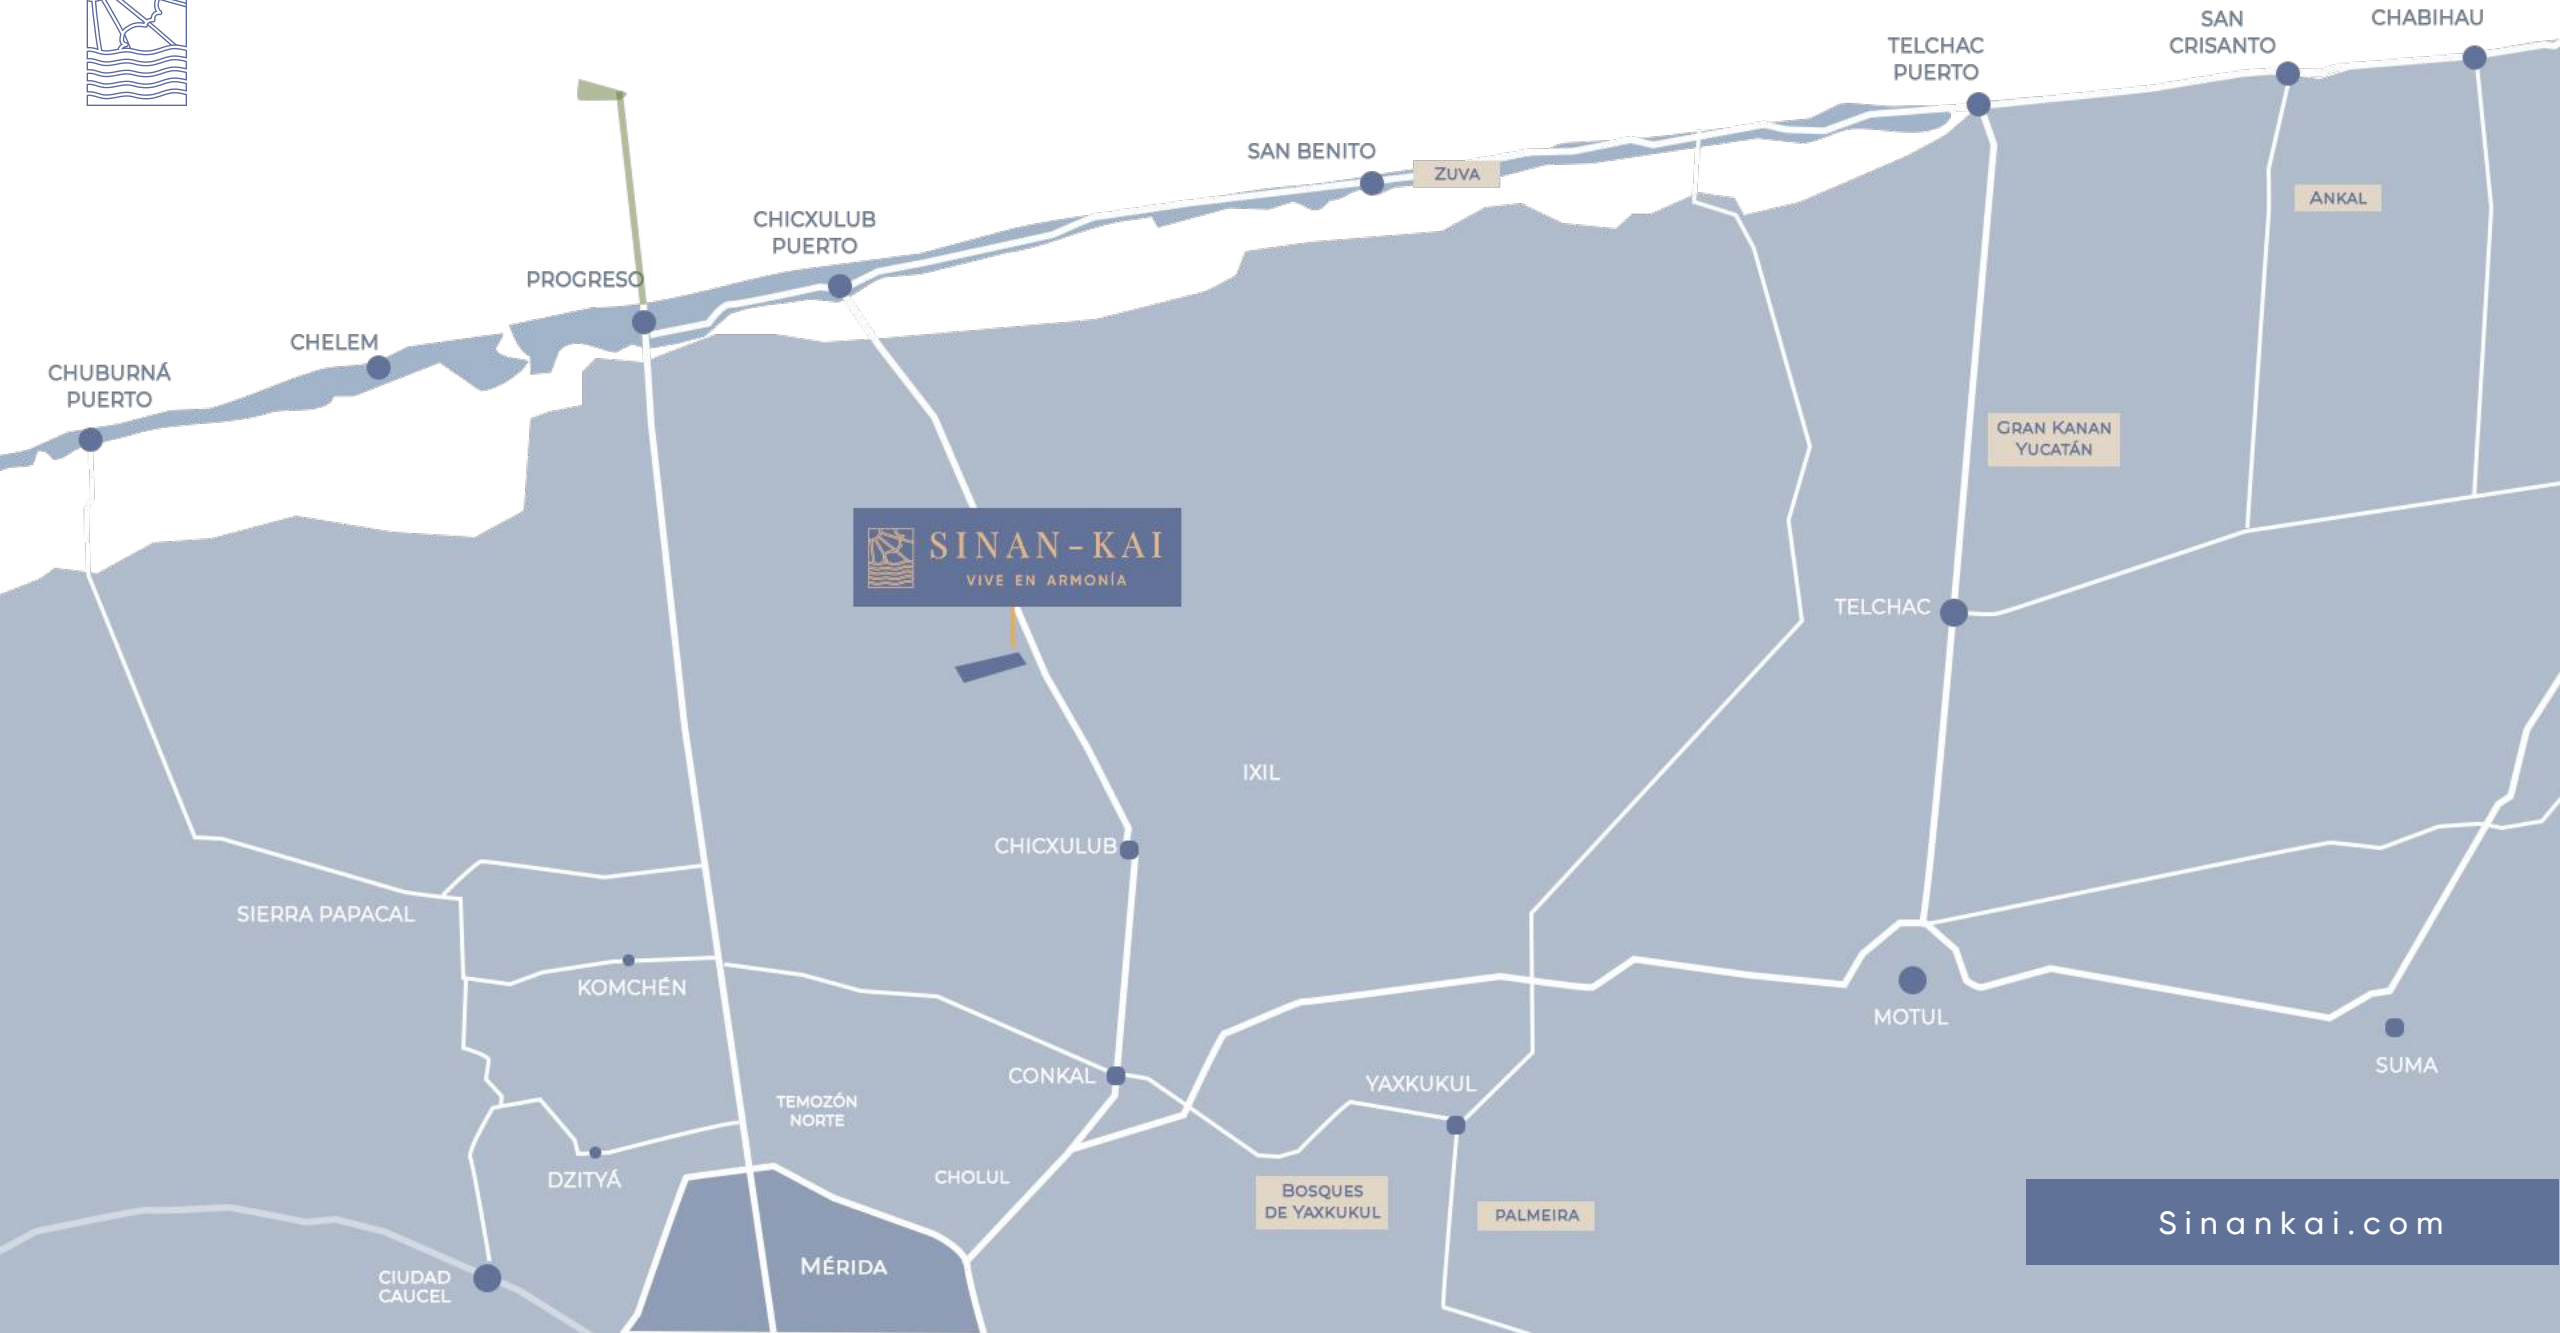 SAN
CRISANTO
CHABIHAU
TELCHAC
PUERTO
SAN BENITO
ZUVA
ANKAL
CHICXULUB
PUERTO
PROGRESO
CHELEM
CHUBURNÁ
PUERTO
GRAN KANAN
YUCATÁN
SINAN-KAI
VIVE EN ARMONÍA
TELCHAC
IXIL
CHICXULUB
SIERRA PAPACAL
KOMCHÉN
MOTUL
CONKAL
YAXKUKUL
SUMA
TEMOZÓN
NORTE
DZITYÁ
CHOLUL
BOSQUES
DE YAXKUKUL
PALMEIRA
Sinankai.com
MÉRIDA
CIUDAD
CAUCEL